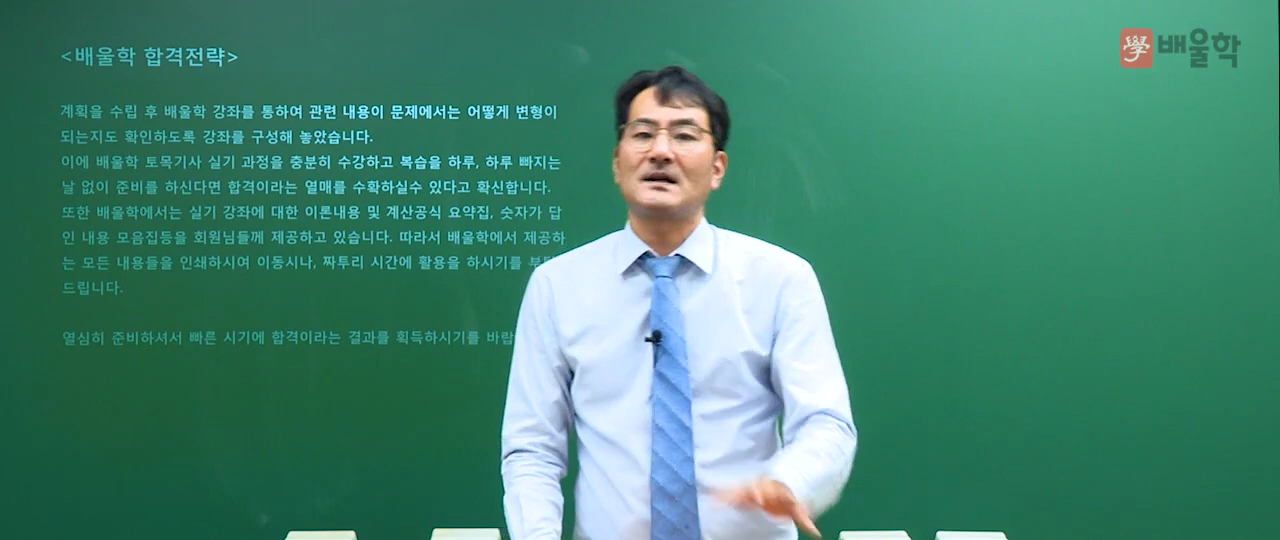 <배울학 합격전략>
學 배울학
계획을 수립 후 배울학 강좌를 통하여 관련 내용이 문제에서는 어떻게 변형이
되는지도 확인하도록 강좌를 구성해 놓았습니다.
이에 배울학 토목기사 실기 과정을 충분히 수강하고 복습을 하루, 하루 빠지는
날 없이 준비를 하신다면 합격이라는 열매를 수확하실수 있다고 확신합니다.
또한 배울학에서는 실기 강좌에 대한 이론내용 및 계산공식 요약집, 숫자가 답
인 내용 모음집등을 회원님들께 제공하고 있습니다. 따라서 배울학에서 제공하
는 모든 내용들을 인쇄하시여 이동시나, 짜투리 시간에 활용을 하시기를
드립니다.
열심히 준비하셔서 빠른 시기에 합격이라는 결과를 획득하시기를